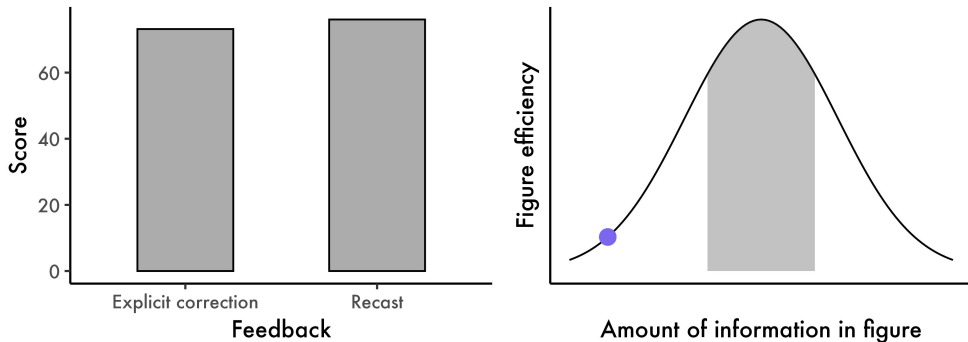 Score
60
40
20
0
Explicit correction
Recast
Feedback
Figure efficiency
Amount of information in figure